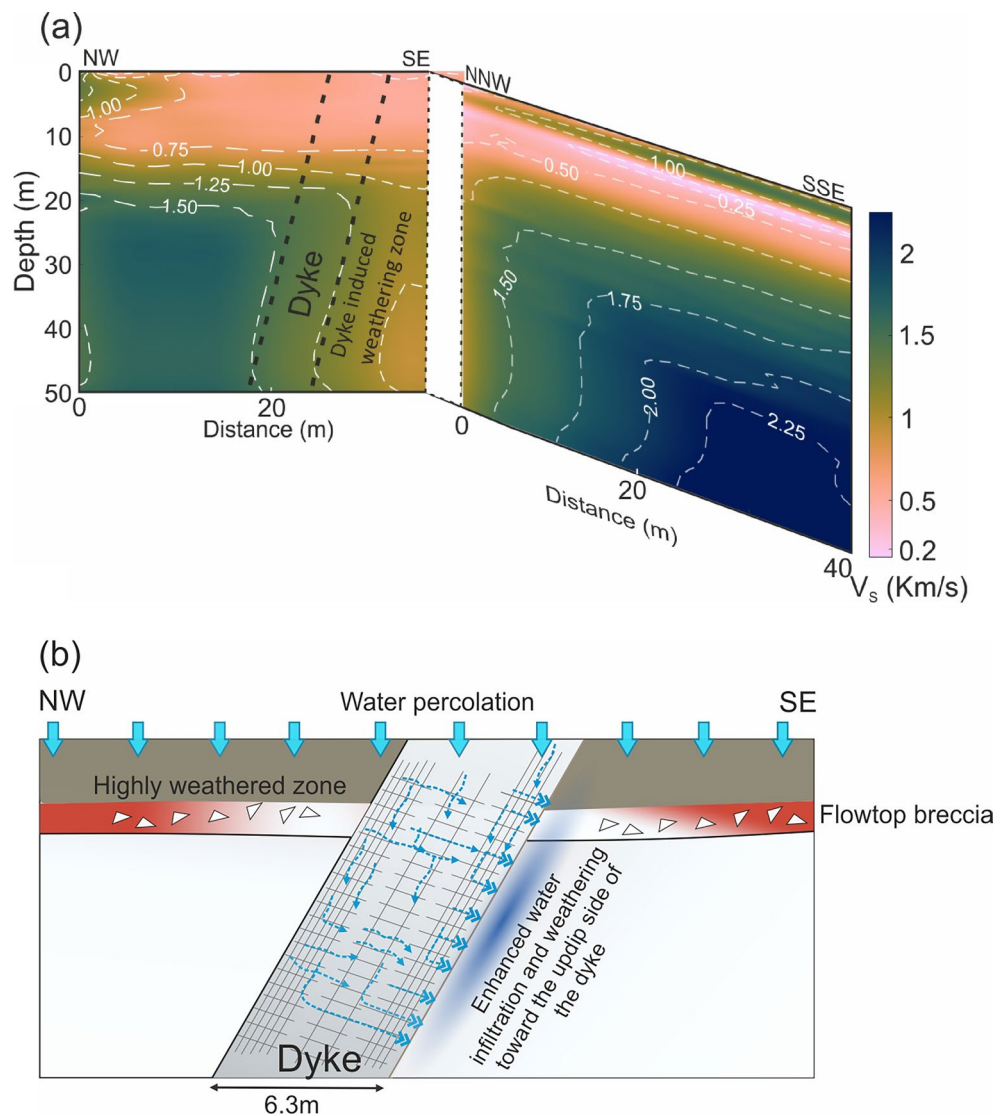 (a)
NW
SE
NNW
SSE
0
10
20
30
40
50
Depth (m)
1.00
0.75
1.00
1.25
1.50
Dyke
Dyke induced
weathering zone
0
20
Distance (m)
1.00
0.50
0.25
1.50
1.75
2.00
2.25
0
20
40
Distance (m)
2
1.5
1
0.5
0.2
Vs (Km/s)
(b)
NW
Water percolation
SE
Highly weathered zone
Flowtop breccia
Enhanced water
infiltration and weathering
toward the updip side of
the dyke
Dyke
6.3m